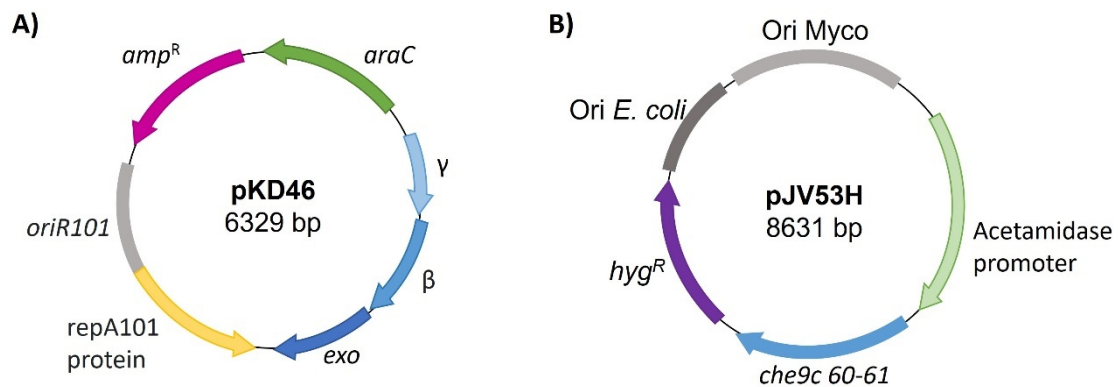 A)
ampᴿ
araC
γ
pKD46
6329 bp
oriR101
β
repA101
protein
exo
B)
Ori Myco
Ori E. coli
pJV53H
8631 bp
Acetamidase
promoter
hygᴿ
che9c 60-61